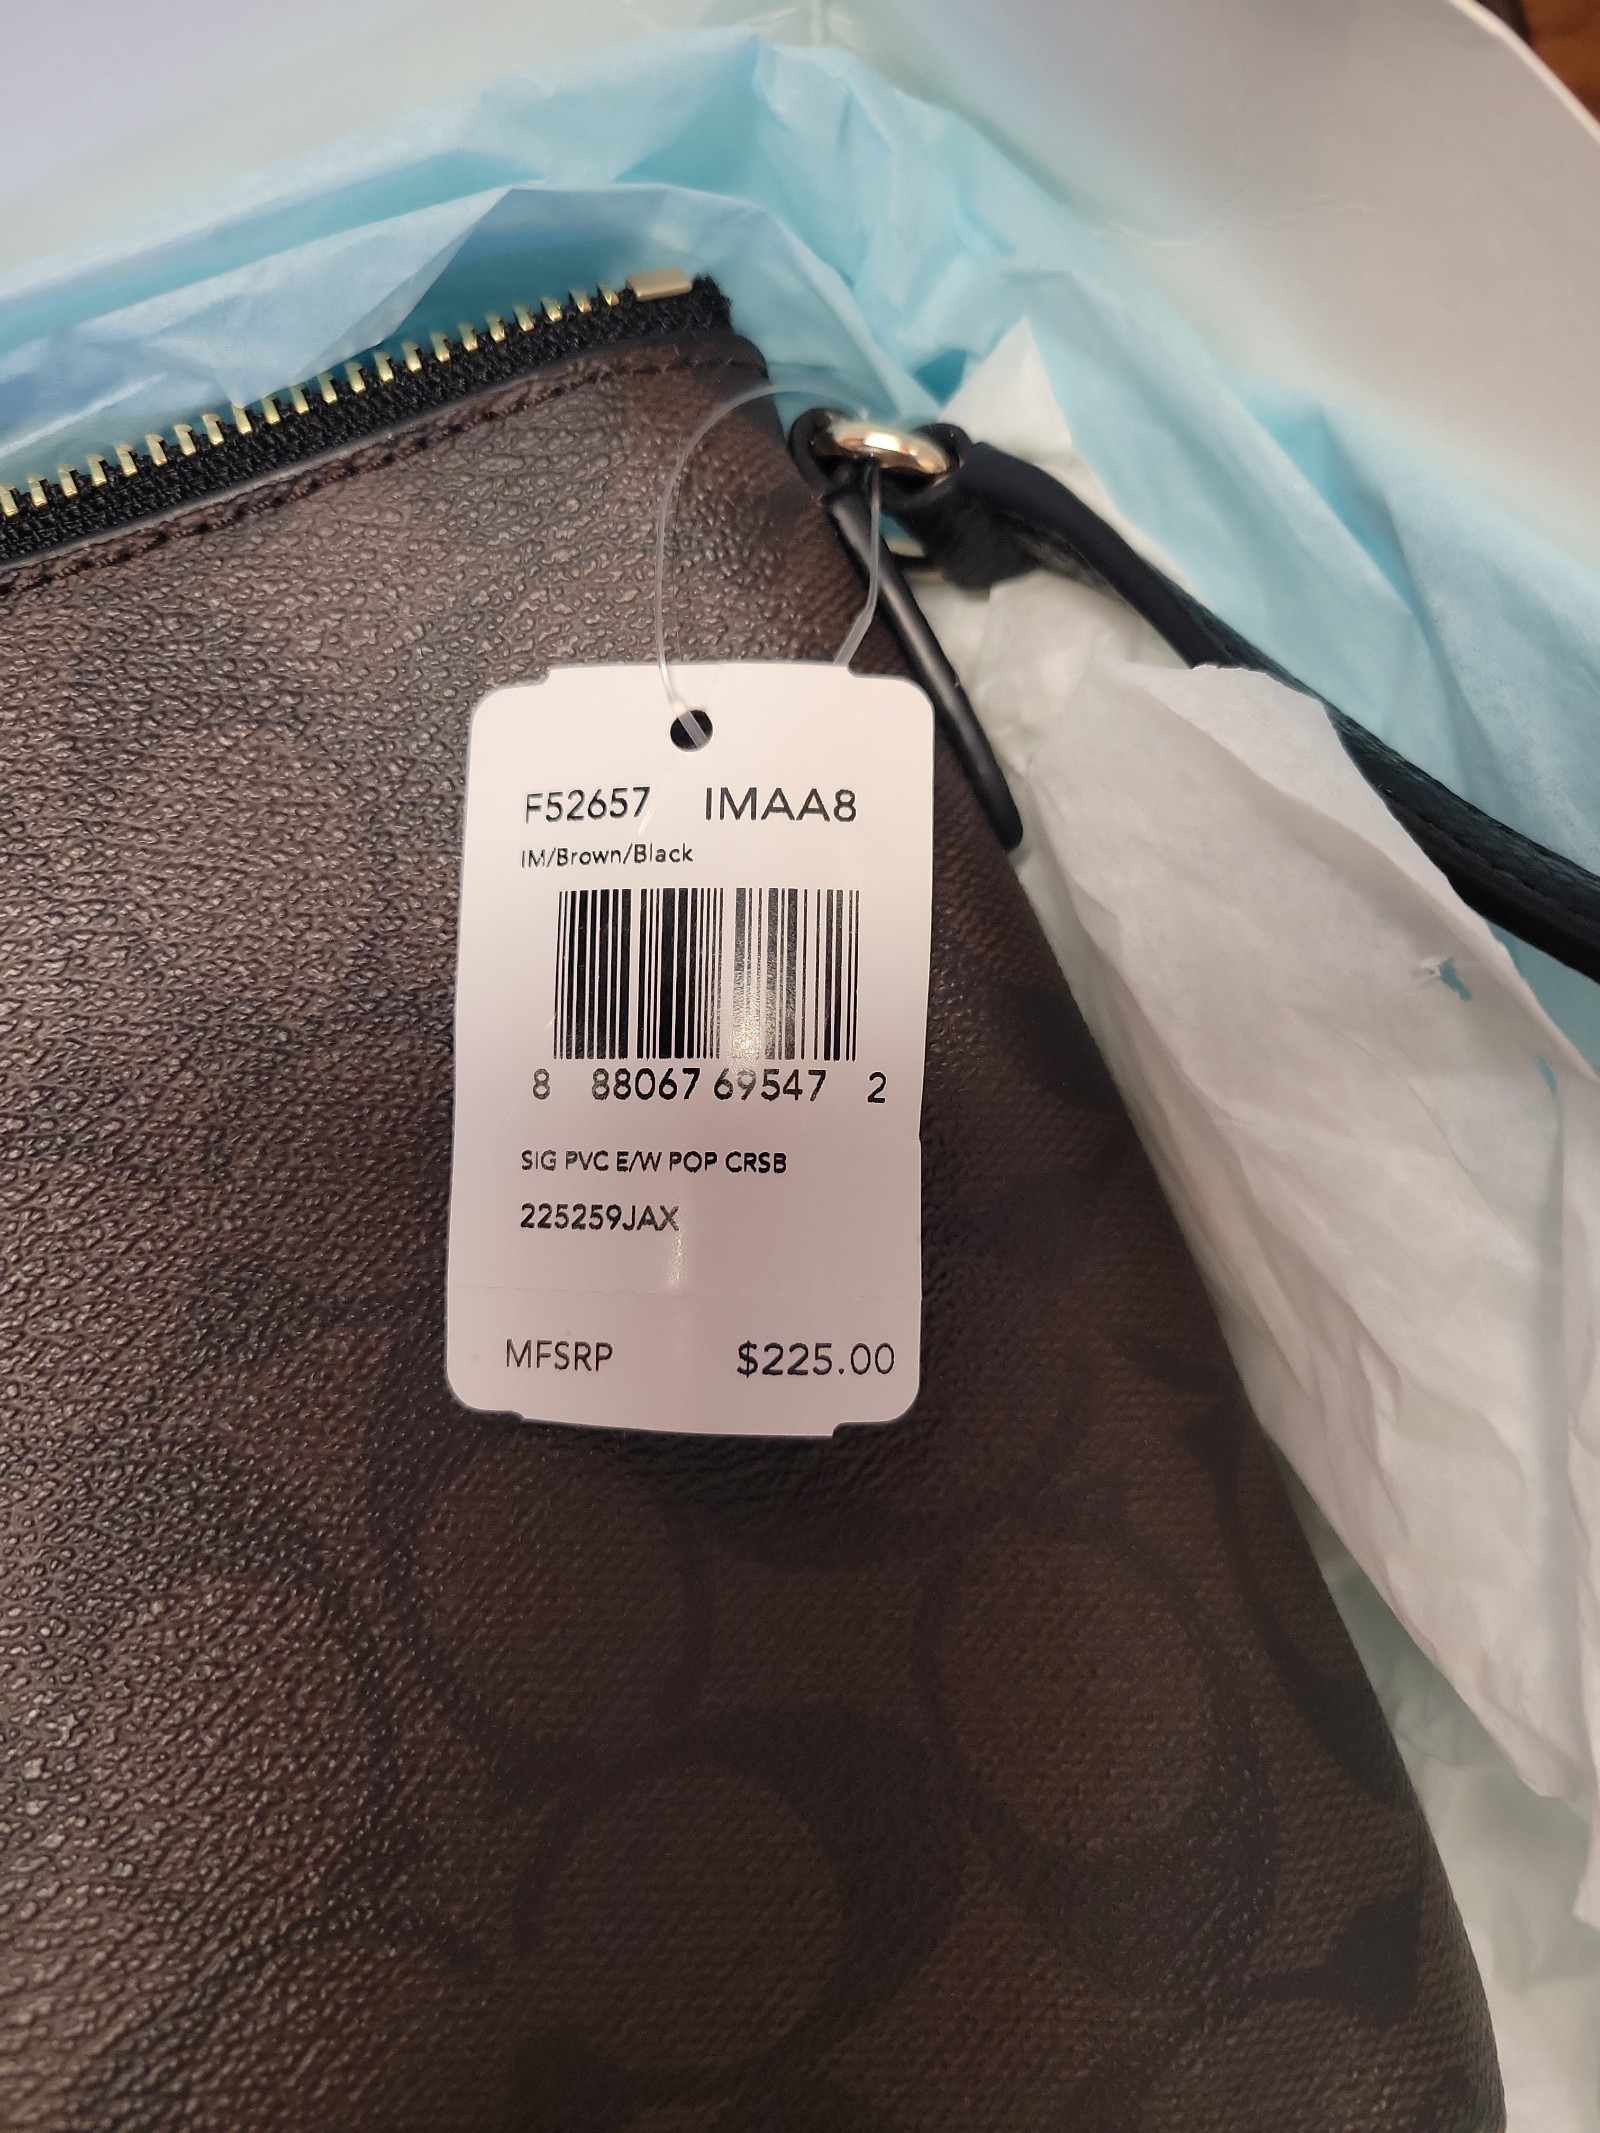 F52657 IMAA8
IM/Brown/Black
8 88067 69547 2
SIG PVC E/W POP CRSB
225259JAX
MFSRP $225.00